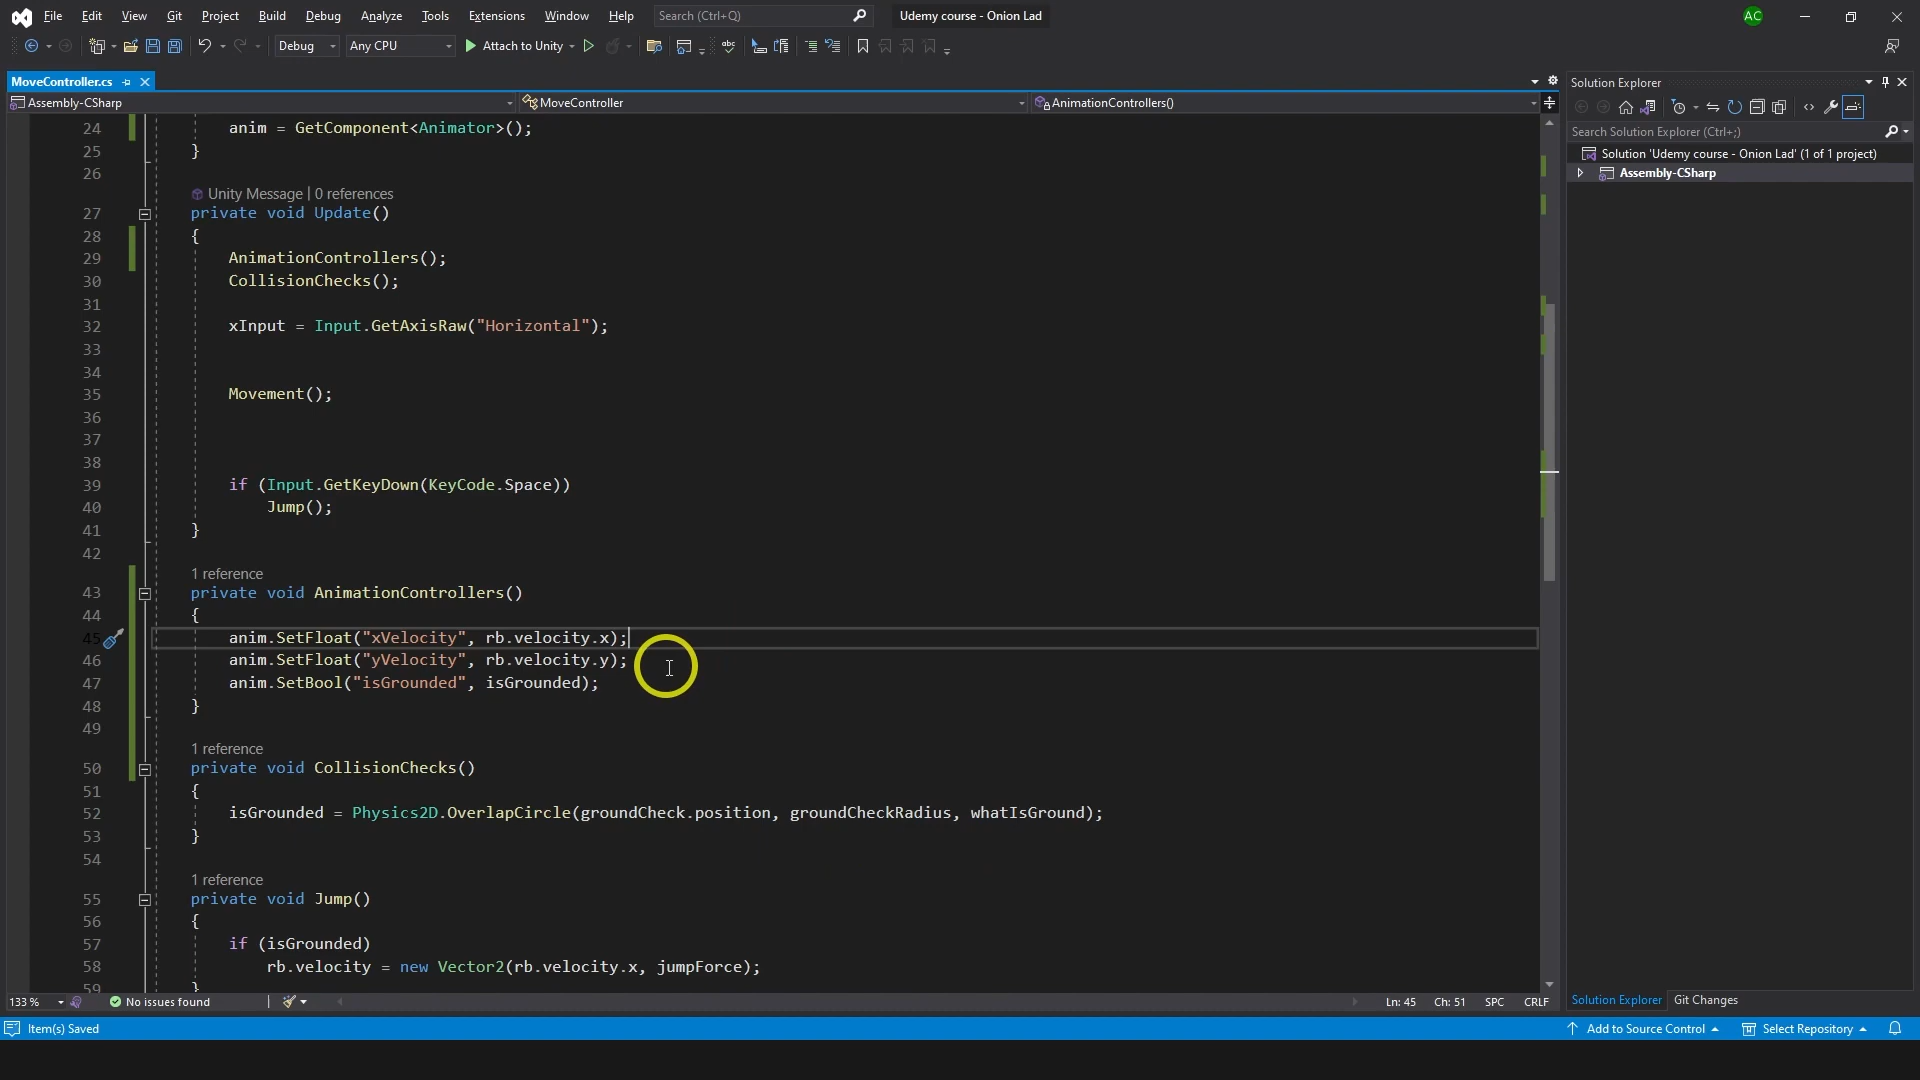 File Edit View Git Project Build Debug Analyze Tools Extensions Window Help Search (Ctrl+Q) Udemy course - Onion Lad AC
Debug Any CPU Attach to Unity
MoveController.cs
Assembly-CSharp MoveController AnimationControllers()
24 anim = GetComponent<Animator>();
25 }
26
Unity Message | 0 references
27 private void Update()
28 {
29 AnimationControllers();
30 CollisionChecks();
31
32 xInput = Input.GetAxisRaw("Horizontal");
33
34
35 Movement();
36
37
38
39 if (Input.GetKeyDown(KeyCode.Space))
40 Jump();
41 }
42
1 reference
43 private void AnimationControllers()
44 {
45 anim.SetFloat("xVelocity", rb.velocity.x);
46 anim.SetFloat("yVelocity", rb.velocity.y);
47 anim.SetBool("isGrounded", isGrounded);
48 }
49
1 reference
50 private void CollisionChecks()
51 {
52 isGrounded = Physics2D.OverlapCircle(groundCheck.position, groundCheckRadius, whatIsGround);
53 }
54
1 reference
55 private void Jump()
56 {
57 if (isGrounded)
58 rb.velocity = new Vector2(rb.velocity.x, jumpForce);
59 }
133 % No issues found Ln: 45 Ch: 51 SPC CRLF
Solution Explorer
Search Solution Explorer (Ctrl+;)
Solution 'Udemy course - Onion Lad' (1 of 1 project)
Assembly-CSharp
Solution Explorer Git Changes
Item(s) Saved Add to Source Control Select Repository